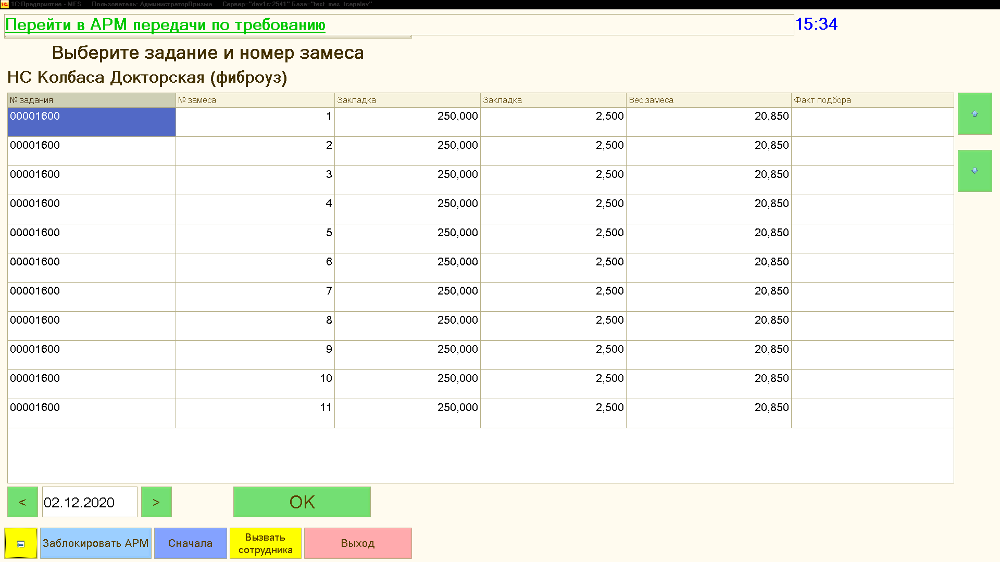 1С:Предприятие - MES Пользователь: АдминистраторПризма Сервер="dev1c:2541" База="test_mes_tcepelev"
Перейти в АРМ передачи по требованию 15:34
Выберите задание и номер замеса
НС Колбаса Докторская (фиброуз)
№ задания № замеса Закладка Закладка Вес замеса Факт подбора
00001600 1 250,000 2,500 20,850
00001600 2 250,000 2,500 20,850
00001600 3 250,000 2,500 20,850
00001600 4 250,000 2,500 20,850
00001600 5 250,000 2,500 20,850
00001600 6 250,000 2,500 20,850
00001600 7 250,000 2,500 20,850
00001600 8 250,000 2,500 20,850
00001600 9 250,000 2,500 20,850
00001600 10 250,000 2,500 20,850
00001600 11 250,000 2,500 20,850
< 02.12.2020 > OK
Заблокировать АРМ Сначала Вызвать сотрудника Выход